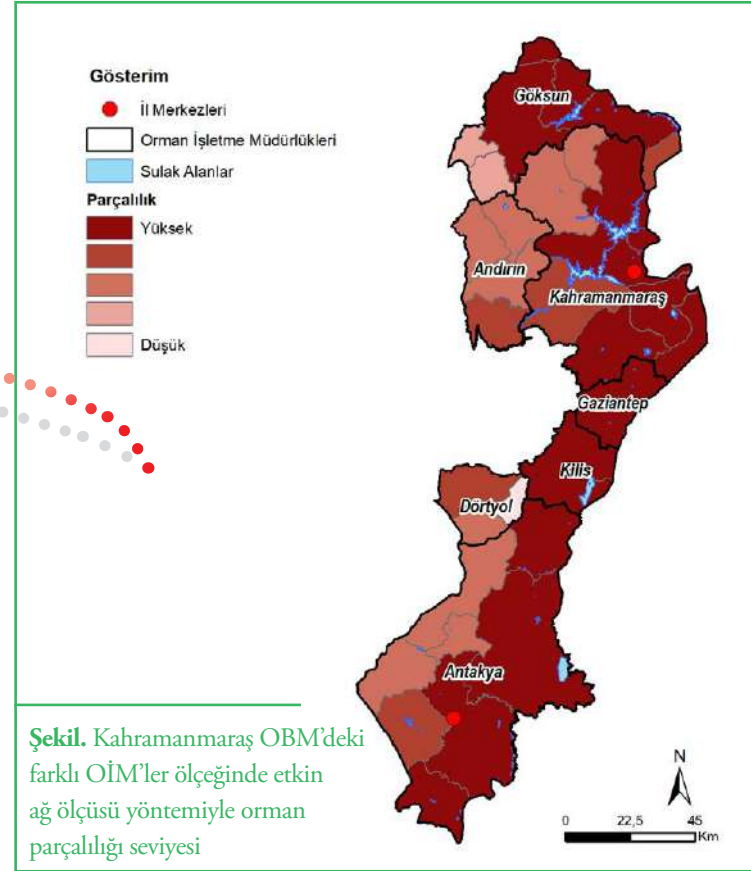 Gösterim
İl Merkezleri
Orman İşletme Müdürlükleri
Sulak Alanlar
Parçalılık
Yüksek
Düşük
Göksun
Andırın
Kahramanmaraş
Gaziantep
Kilis
Dörtyol
Antakya
Şekil. Kahramanmaraş OBM'deki
farklı OİM'ler ölçeğinde etkin
ağ ölçüsü yöntemiyle orman
parçalılığı seviyesi
N
0 22,5 45
Km